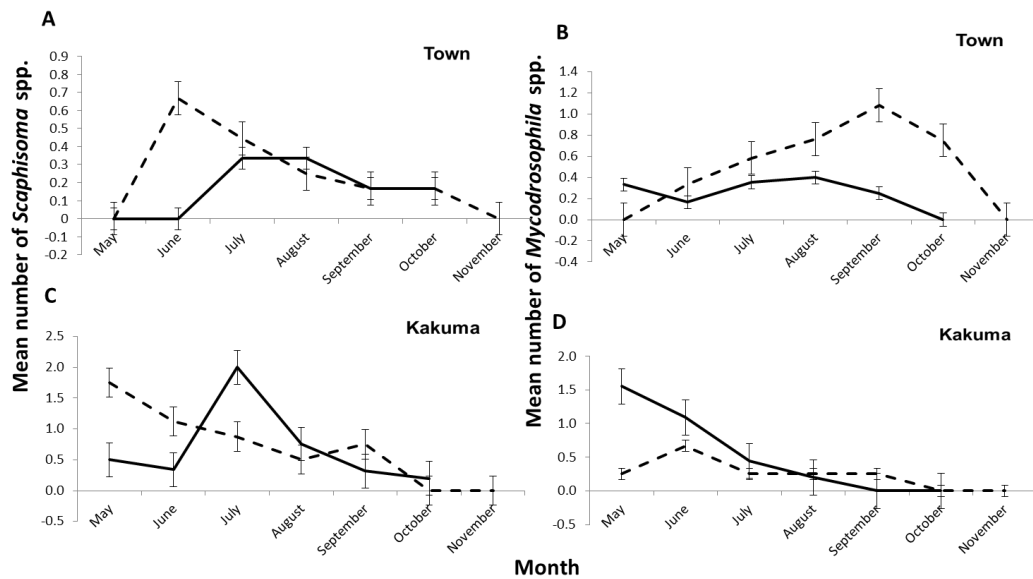 A
Town
Mean number of Scaphisoma spp.
0.9
0.8
0.7
0.6
0.5
0.4
0.3
0.2
0.1
0
-0.1
-0.2
May
June
July
August
September
October
November
B
Town
Mean number of Mycodrosophila spp.
1.4
1.2
1.0
0.8
0.6
0.4
0.2
0.0
-0.2
-0.4
May
June
July
August
September
October
November
C
Kakuma
2.5
2.0
1.5
1.0
0.5
0.0
-0.5
May
June
July
August
September
October
November
D
Kakuma
2.0
1.5
1.0
0.5
0.0
-0.5
May
June
July
August
September
October
November
Month